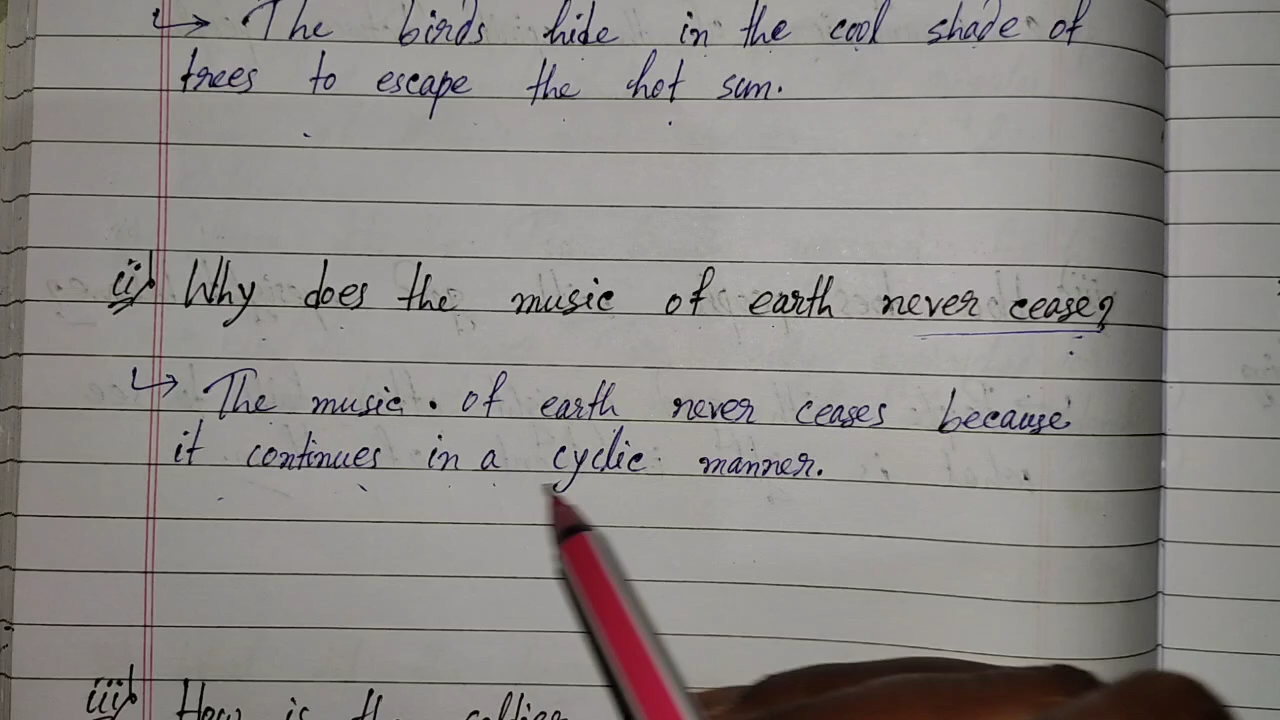 ↳ The birds hide in the cool shade of
trees to escape the hot sun.
ii) Why does the music of earth never cease?
↳ The music of earth never ceases because
it continues in a cyclic manner.
iii) How is the